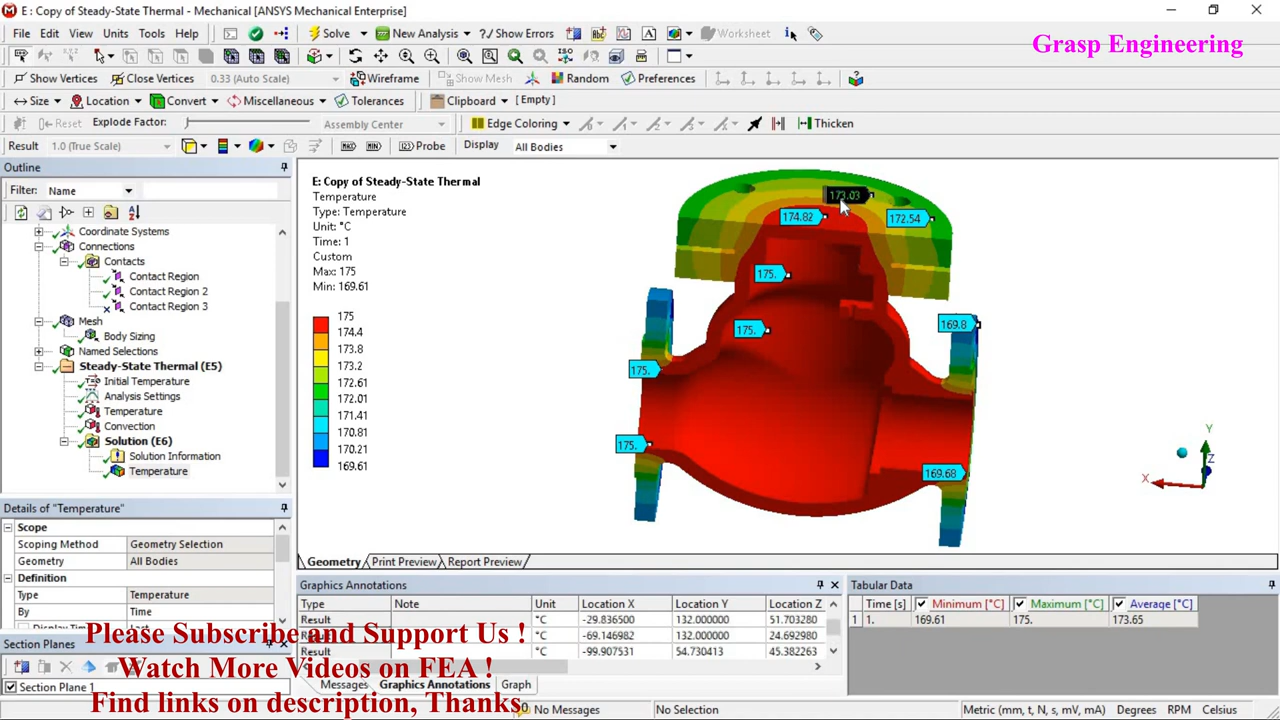 E : Copy of Steady-State Thermal - Mechanical [ANSYS Mechanical Enterprise]
File Edit View Units Tools Help Solve New Analysis ?/ Show Errors Worksheet
Grasp Engineering
Show Vertices Close Vertices 0.33 (Auto Scale) Wireframe Show Mesh Random Preferences
Size Location Convert Miscellaneous Tolerances Clipboard [ Empty ]
Reset Explode Factor: Assembly Center Edge Coloring Thicken
Result 1.0 (True Scale) Probe Display All Bodies
Outline
Filter: Name
Coordinate Systems
Connections
Contacts
Contact Region
Contact Region 2
Contact Region 3
Mesh
Body Sizing
Named Selections
Steady-State Thermal (E5)
Initial Temperature
Analysis Settings
Temperature
Convection
Solution (E6)
Solution Information
Temperature
Details of "Temperature"
Scope
Scoping Method Geometry Selection
Geometry All Bodies
Definition
Type Temperature
By Time
Section Planes
Section Plane 1
Please Subscribe and Support Us !
Watch More Videos on FEA !
Find links on description, Thanks
E: Copy of Steady-State Thermal
Temperature
Type: Temperature
Unit: °C
Time: 1
Custom
Max: 175
Min: 169.61
175
174.4
173.8
173.2
172.61
172.01
171.41
170.81
170.21
169.61
173.03
174.82
172.54
175.
175.
169.8
175.
175.
169.68
Y
Z
X
Geometry Print Preview Report Preview
Graphics Annotations
Type Note Unit Location X Location Y Location Z
Result °C -29.836500 132.000000 51.703280
Result °C -69.146982 132.000000 24.692980
Result °C -99.907531 54.730413 45.382263
Messages Graphics Annotations Graph
Tabular Data
Time [s] Minimum [°C] Maximum [°C] Average [°C]
1 1. 169.61 175. 173.65
No Messages No Selection Metric (mm, t, N, s, mV, mA) Degrees RPM Celsius